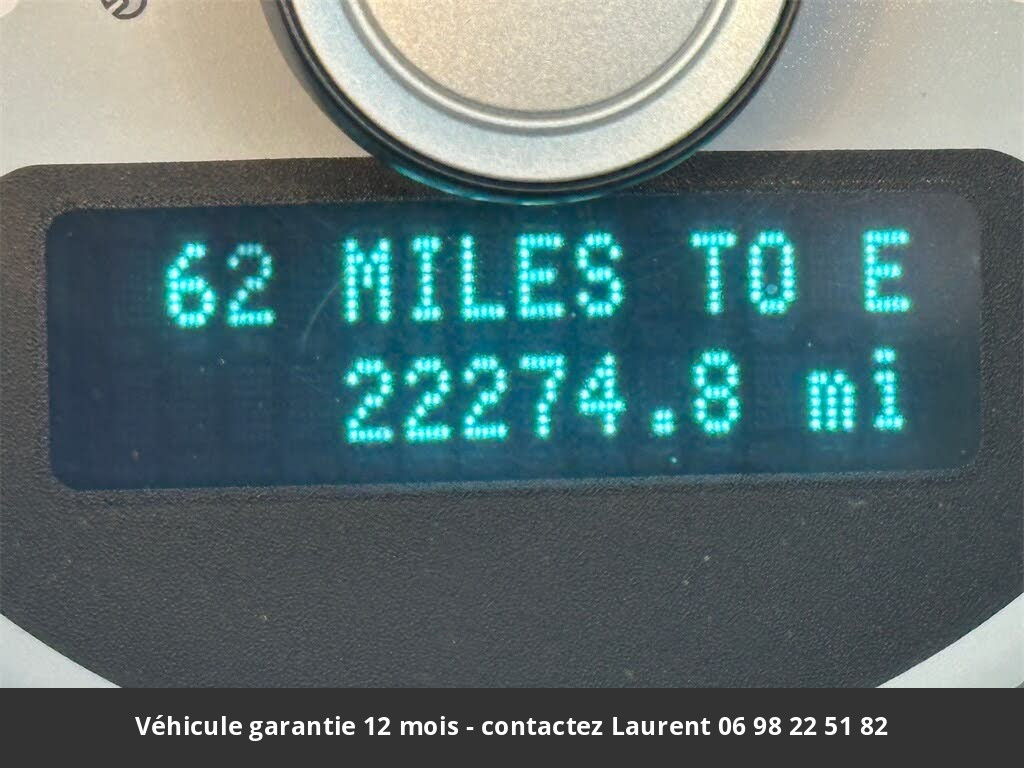 62 MILES TO E
22274.8 mi
Véhicule garantie 12 mois - contactez Laurent 06 98 22 51 82